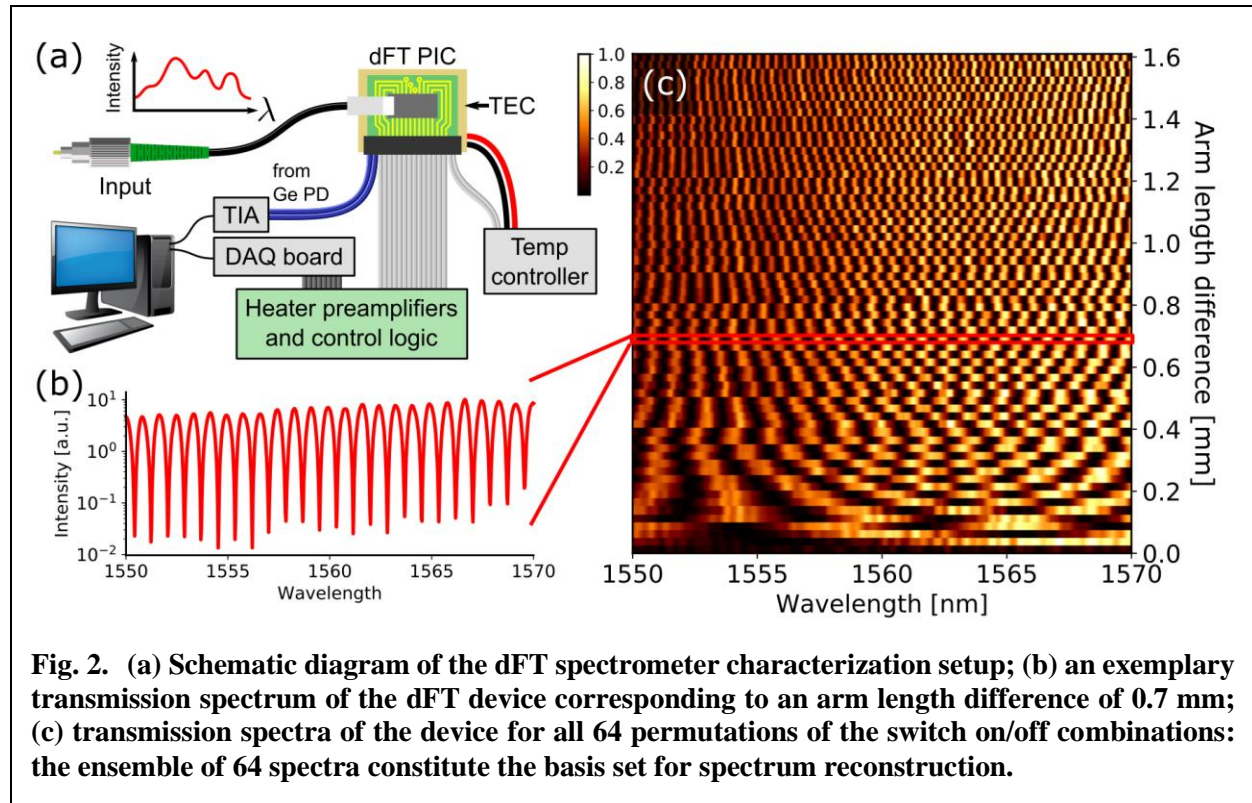 (a)
Intensity
λ
Input
dFT PIC
TEC
from
Ge PD
TIA
DAQ board
Heater preamplifiers
and control logic
Temp
controller
(b)
Intensity [a.u.]
10¹
10⁰
10⁻¹
10⁻²
1550
1555
1560
1565
1570
Wavelength
1.0
0.8
0.6
0.4
0.2
(c)
1.6
1.4
1.2
1.0
0.8
0.6
0.4
0.2
0.0
Arm length difference [mm]
1550
1555
1560
1565
1570
Wavelength [nm]
Fig. 2. (a) Schematic diagram of the dFT spectrometer characterization setup; (b) an exemplary
transmission spectrum of the dFT device corresponding to an arm length difference of 0.7 mm;
(c) transmission spectra of the device for all 64 permutations of the switch on/off combinations:
the ensemble of 64 spectra constitute the basis set for spectrum reconstruction.